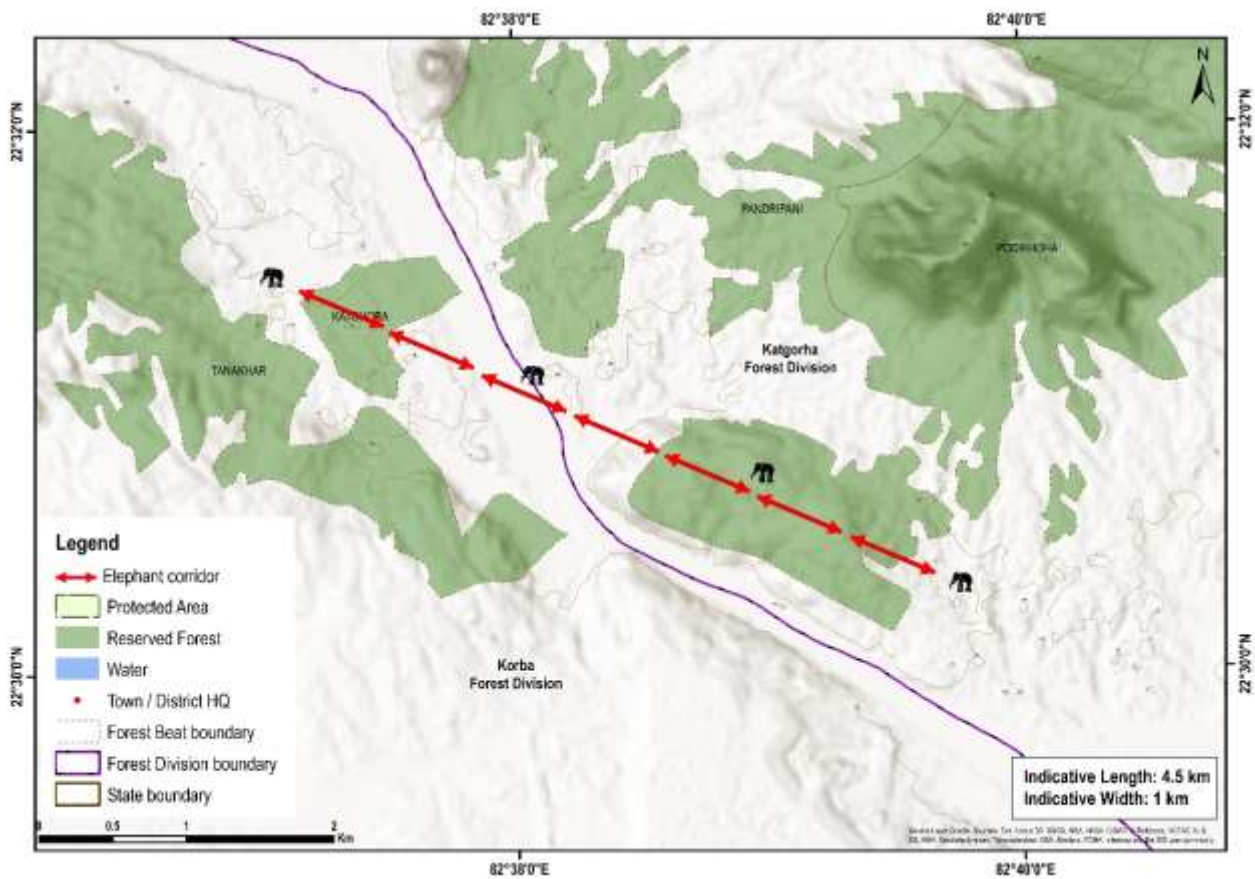 82°38'0"E
82°40'0"E
N
22°32'0"N
22°32'0"N
PANDRIPANI
TANAKHAR
Katgorha
Forest Division
Legend
Elephant corridor
Protected Area
Reserved Forest
Water
Town / District HQ
Forest Beat boundary
Forest Division boundary
State boundary
Korba
Forest Division
22°30'0"N
22°30'0"N
Indicative Length: 4.5 km
Indicative Width: 1 km
0 0.5 1 2
Km
82°38'0"E
82°40'0"E